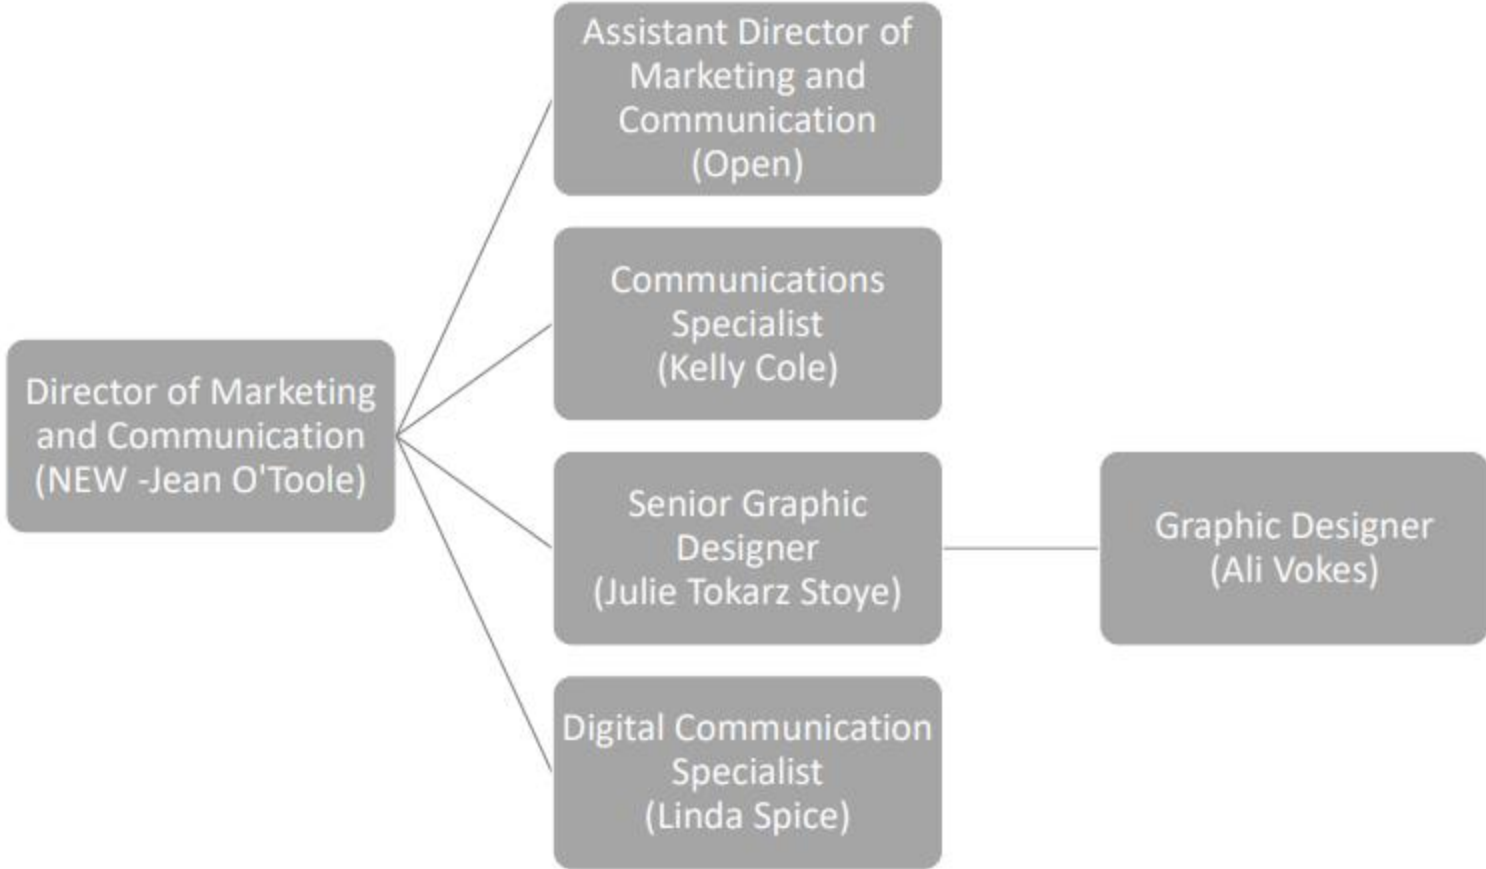 Assistant Director of
Marketing and
Communication
(Open)
Communications
Specialist
(Kelly Cole)
Director of Marketing
and Communication
(NEW -Jean O'Toole)
Senior Graphic
Designer
(Julie Tokarz Stoye)
Graphic Designer
(Ali Vokes)
Digital Communication
Specialist
(Linda Spice)